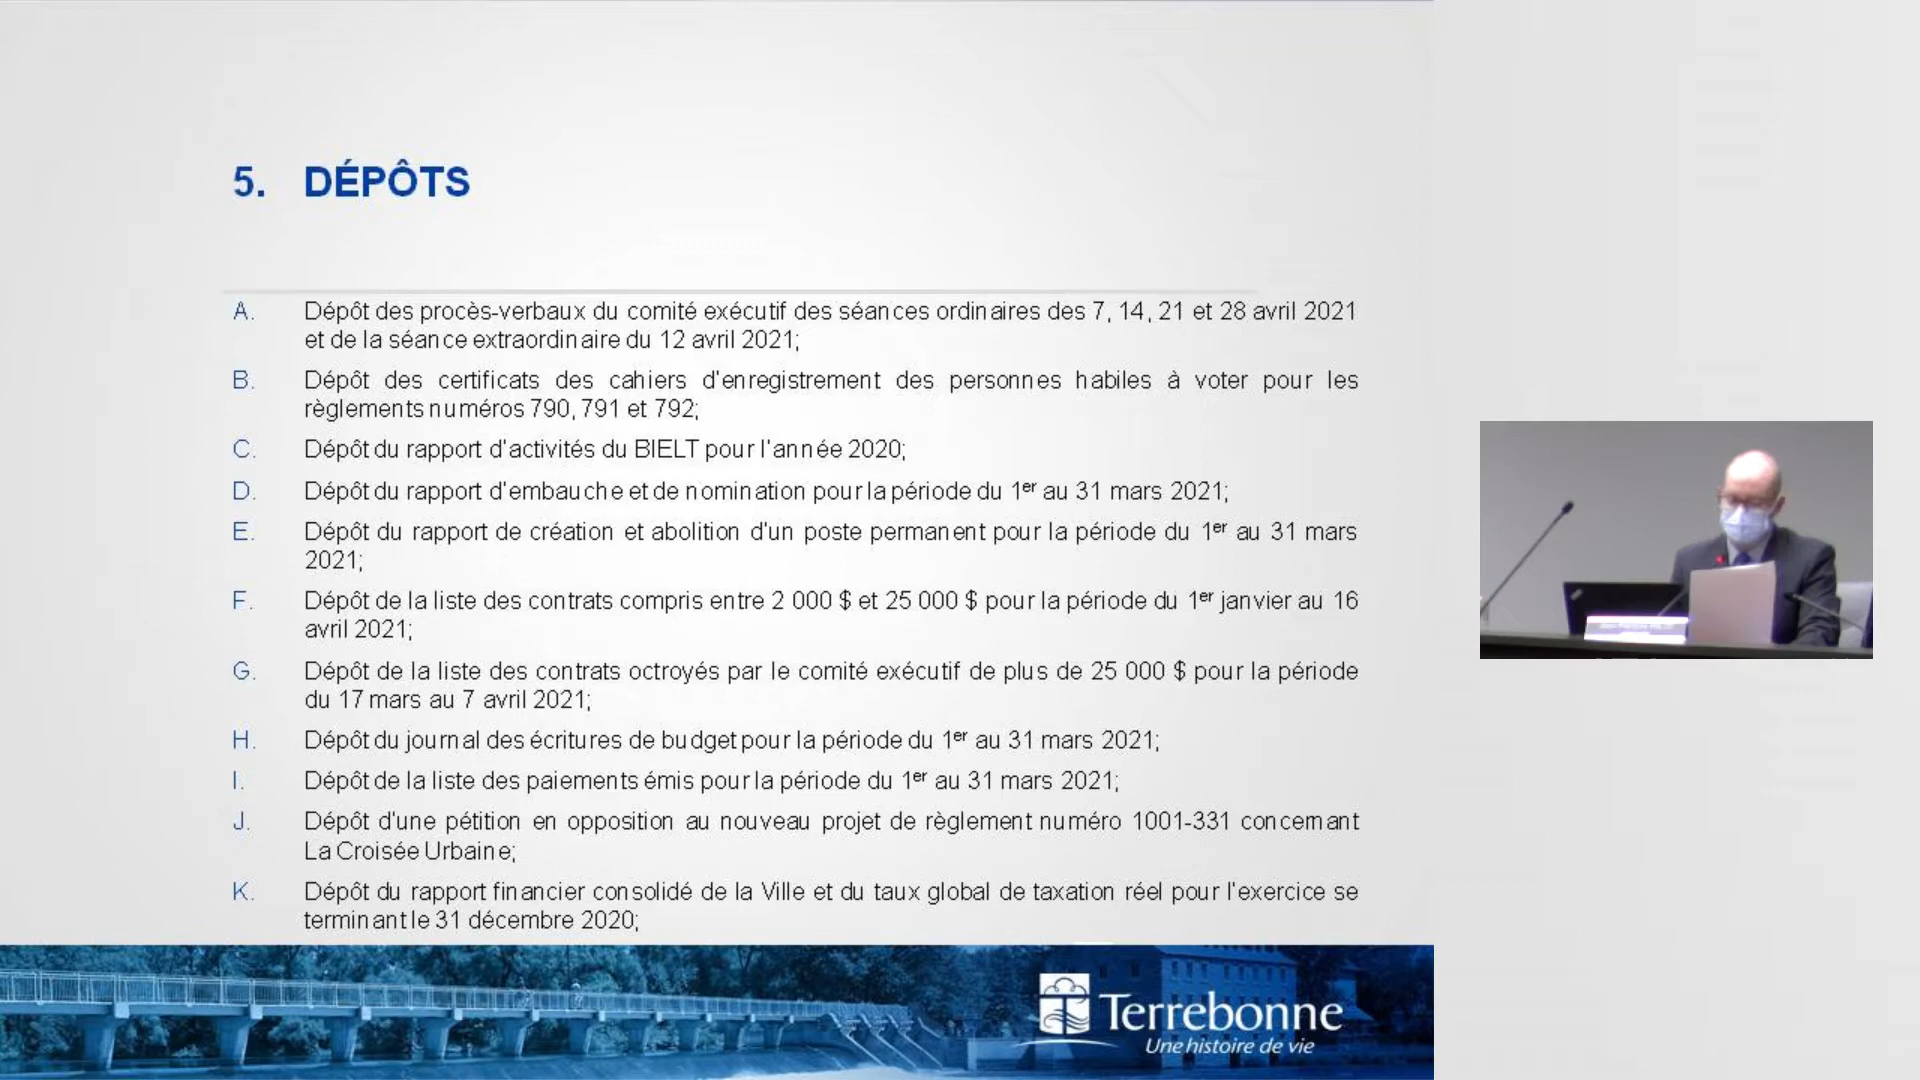 5. DÉPÔTS
A. Dépôt des procès-verbaux du comité exécutif des séances ordinaires des 7, 14, 21 et 28 avril 2021
et de la séance extraordinaire du 12 avril 2021;
B. Dépôt des certificats des cahiers d'enregistrement des personnes habiles à voter pour les
règlements numéros 790, 791 et 792;
C. Dépôt du rapport d'activités du BIELT pour l'année 2020;
D. Dépôt du rapport d'embauche et de nomination pour la période du 1er au 31 mars 2021;
E. Dépôt du rapport de création et abolition d'un poste permanent pour la période du 1er au 31 mars
2021;
F. Dépôt de la liste des contrats compris entre 2 000 $ et 25 000 $ pour la période du 1er janvier au 16
avril 2021;
G. Dépôt de la liste des contrats octroyés par le comité exécutif de plus de 25 000 $ pour la période
du 17 mars au 7 avril 2021;
H. Dépôt du journal des écritures de budget pour la période du 1er au 31 mars 2021;
I. Dépôt de la liste des paiements émis pour la période du 1er au 31 mars 2021;
J. Dépôt d'une pétition en opposition au nouveau projet de règlement numéro 1001-331 concernant
La Croisée Urbaine;
K. Dépôt du rapport financier consolidé de la Ville et du taux global de taxation réel pour l'exercice se
terminant le 31 décembre 2020;
Terrebonne
Une histoire de vie